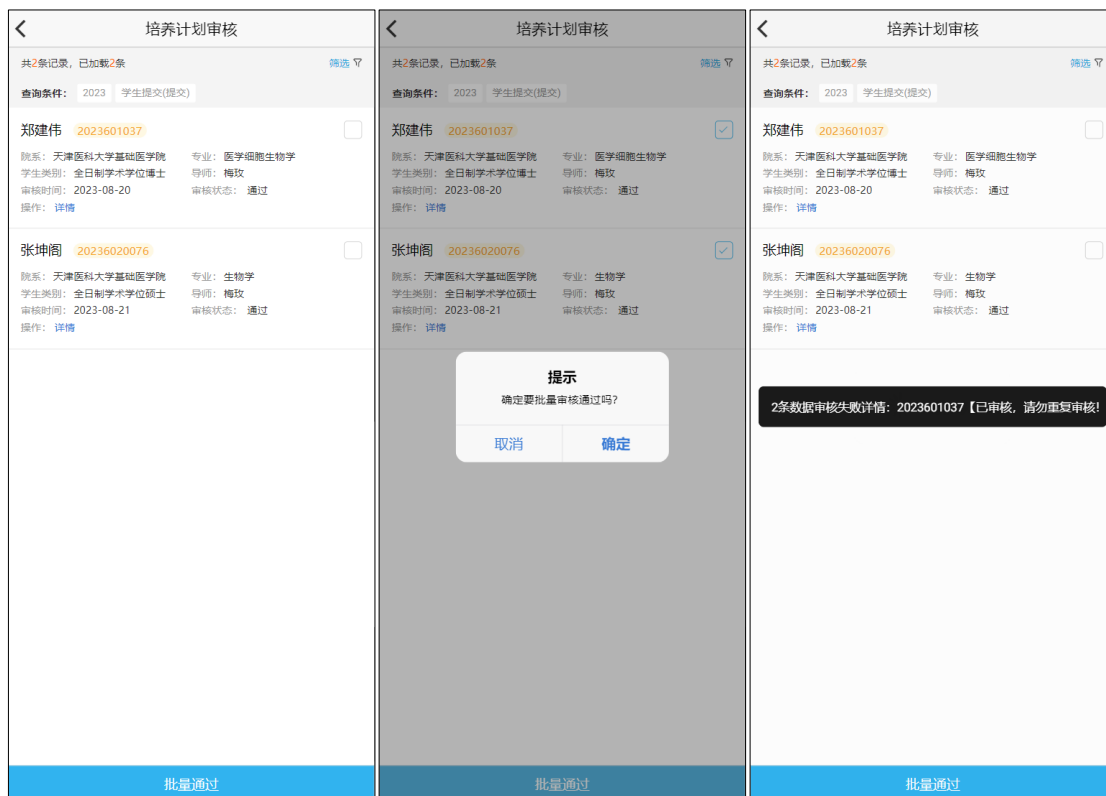 培养计划审核
共2条记录，已加载2条 筛选
查询条件： 2023 学生提交(提交)
郑建伟 2023601037
院系：天津医科大学基础医学院 专业：医学细胞生物学
学生类别：全日制学术学位博士 导师：梅玫
审核时间：2023-08-20 审核状态：通过
操作：详情
张坤阁 20236020076
院系：天津医科大学基础医学院 专业：生物学
学生类别：全日制学术学位硕士 导师：梅玫
审核时间：2023-08-21 审核状态：通过
操作：详情
批量通过
培养计划审核
共2条记录，已加载2条 筛选
查询条件： 2023 学生提交(提交)
郑建伟 2023601037
院系：天津医科大学基础医学院 专业：医学细胞生物学
学生类别：全日制学术学位博士 导师：梅玫
审核时间：2023-08-20 审核状态：通过
操作：详情
张坤阁 20236020076
院系：天津医科大学基础医学院 专业：生物学
学生类别：全日制学术学位硕士 导师：梅玫
审核时间：2023-08-21 审核状态：通过
操作：详情
提示
确定要批量审核通过吗?
取消 确定
批量通过
培养计划审核
共2条记录，已加载2条 筛选
查询条件： 2023 学生提交(提交)
郑建伟 2023601037
院系：天津医科大学基础医学院 专业：医学细胞生物学
学生类别：全日制学术学位博士 导师：梅玫
审核时间：2023-08-20 审核状态：通过
操作：详情
张坤阁 20236020076
院系：天津医科大学基础医学院 专业：生物学
学生类别：全日制学术学位硕士 导师：梅玫
审核时间：2023-08-21 审核状态：通过
操作：详情
2条数据审核失败详情：2023601037【已审核，请勿重复审核!
批量通过